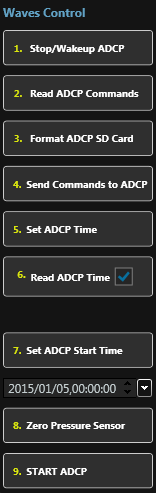 Waves Control
1. Stop/Wakeup ADCP
2. Read ADCP Commands
3. Format ADCP SD Card
4. Send Commands to ADCP
5. Set ADCP Time
6. Read ADCP Time
7. Set ADCP Start Time
2015/01/05,00:00:00
8. Zero Pressure Sensor
9. START ADCP